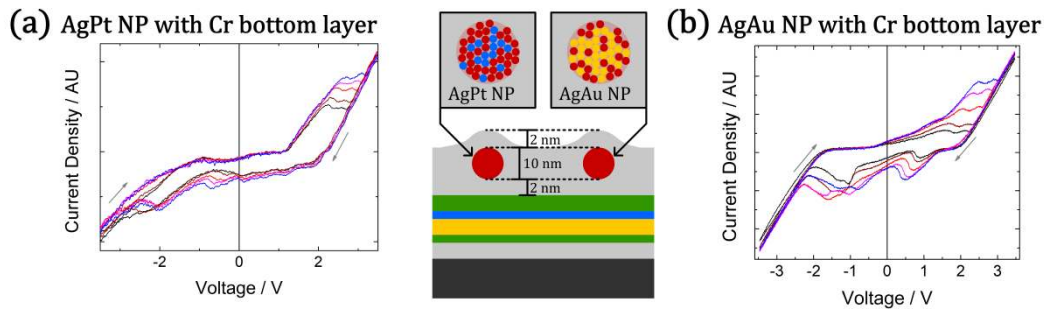 (a) AgPt NP with Cr bottom layer
Current Density / AU
-2
0
2
Voltage / V
AgPt NP
AgAu NP
2 nm
10 nm
2 nm
(b) AgAu NP with Cr bottom layer
Current Density / AU
-3
-2
-1
0
1
2
3
Voltage / V